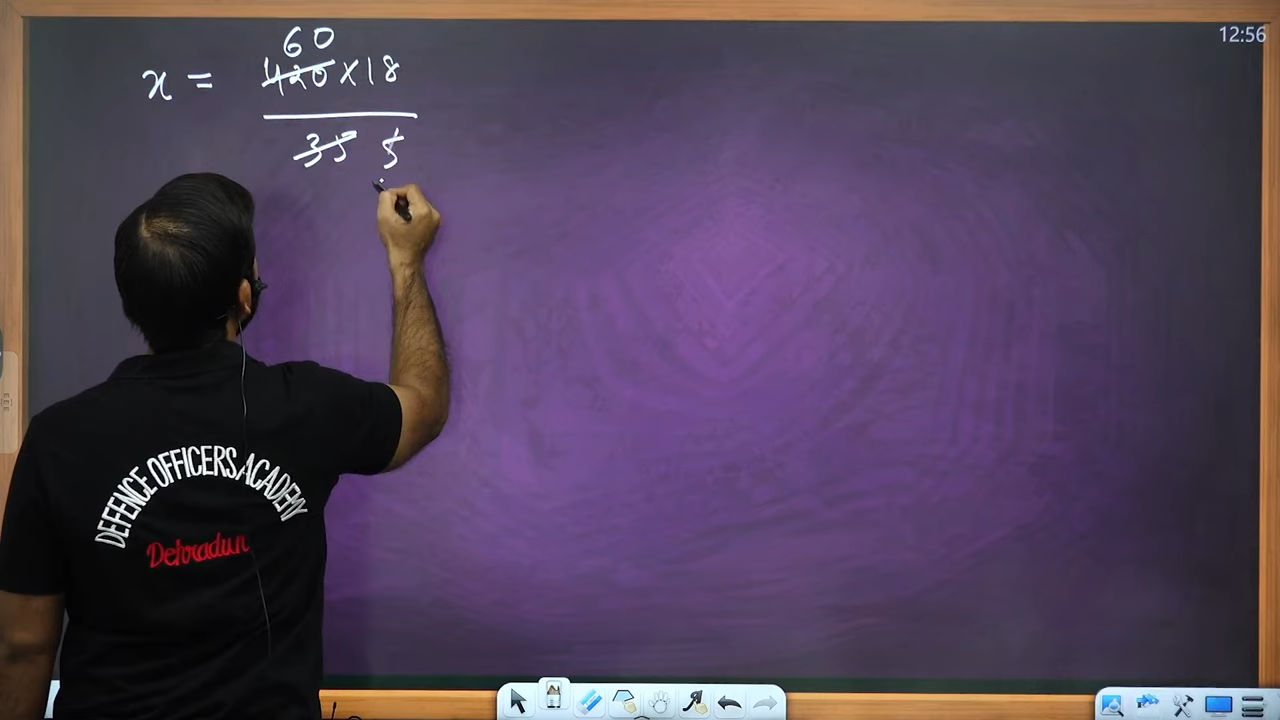 12:56
60
x = 420 x 18
35 5
DEFENCE OFFICERS ACADEMY
Dehradun